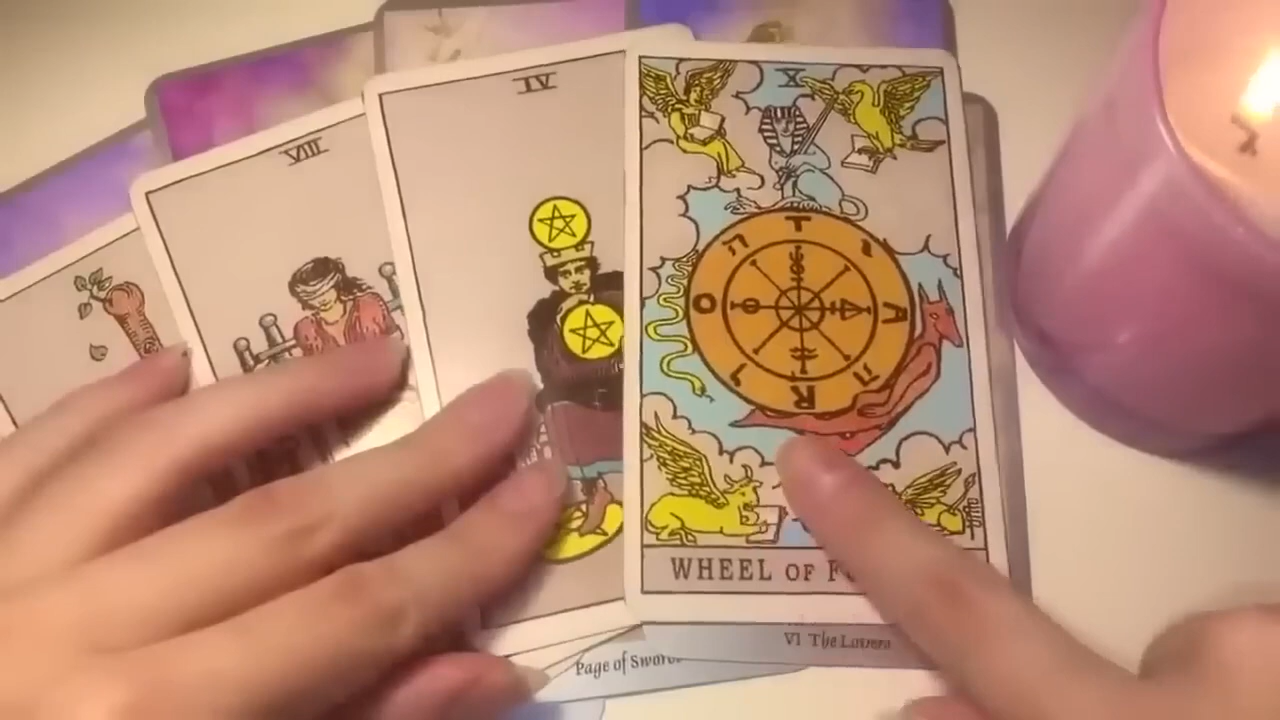 VIII
IV
X
T
A
R
O
WHEEL OF
VI The Lovers
Page of Swords